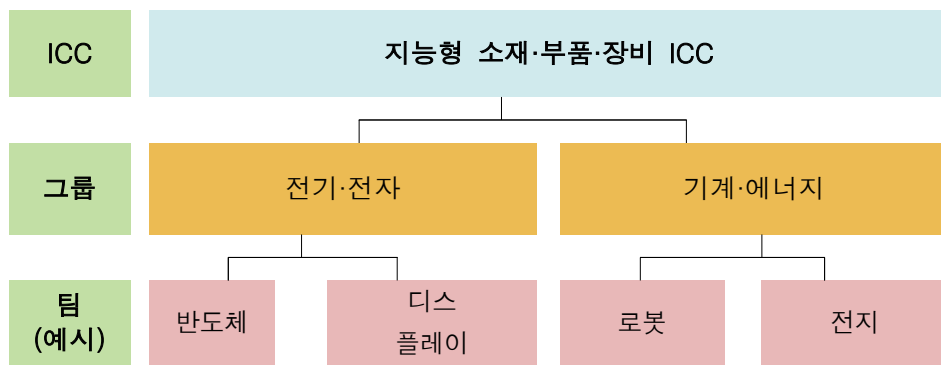 ICC
지능형 소재·부품·장비 ICC
그룹
전기·전자
기계·에너지
팀
(예시)
반도체
디스
플레이
로봇
전지